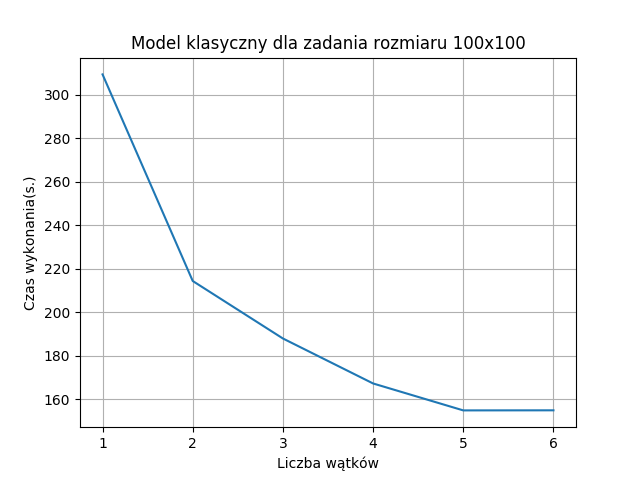 Model klasyczny dla zadania rozmiaru 100x100
300
280
260
240
220
200
180
160
Czas wykonania(s.)
1 2 3 4 5 6
Liczba wątków